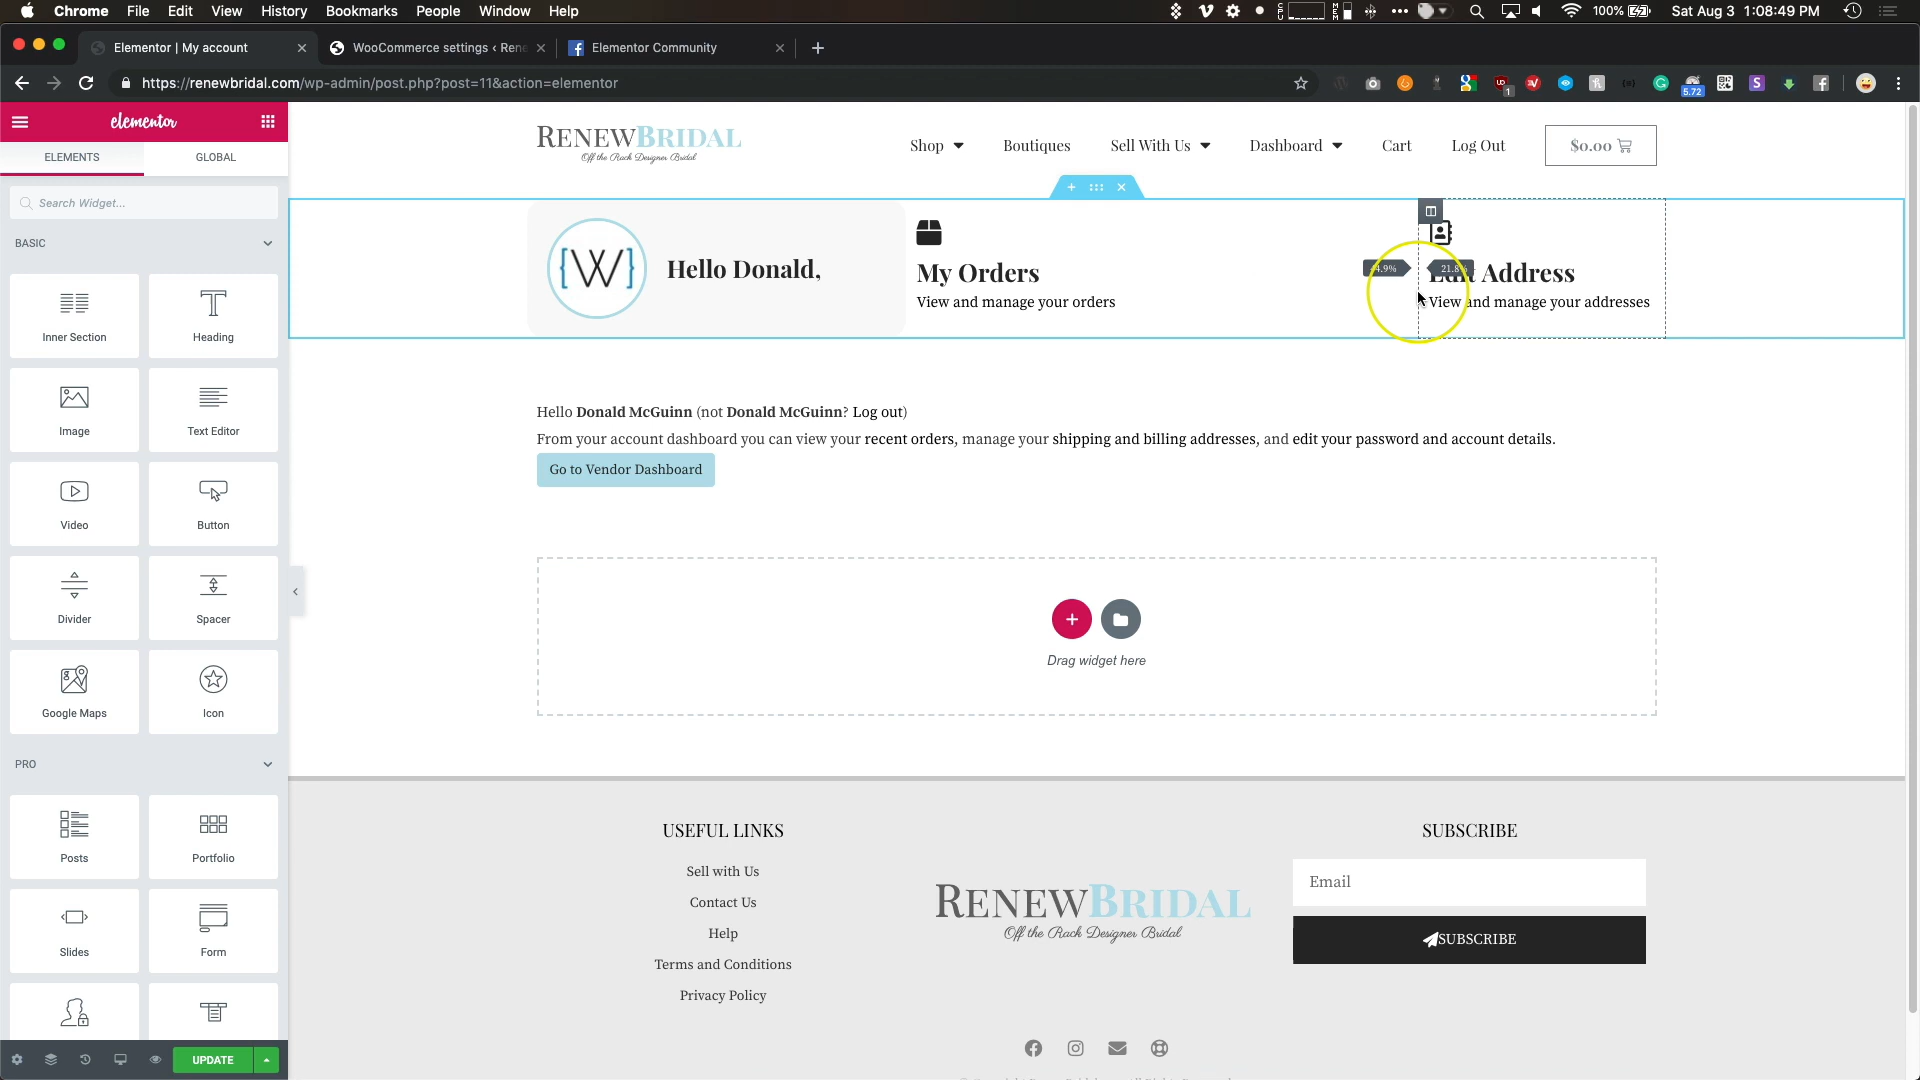 Chrome File Edit View History Bookmarks People Window Help 100% Sat Aug 3 1:08:49 PM
Elementor | My account WooCommerce settings ‹ Rene Elementor Community
https://renewbridal.com/wp-admin/post.php?post=11&action=elementor
5.72
elementor
ELEMENTS GLOBAL
Search Widget...
BASIC
Inner Section Heading
Image Text Editor
Video Button
Divider Spacer
Google Maps Icon
PRO
Posts Portfolio
Slides Form
UPDATE
RENEWBRIDAL
Off the Rack Designer Bridal
Shop Boutiques Sell With Us Dashboard Cart Log Out $0.00
{W} Hello Donald,
My Orders
View and manage your orders
21.8%
Address
View and manage your addresses
Hello Donald McGuinn (not Donald McGuinn? Log out)
From your account dashboard you can view your recent orders, manage your shipping and billing addresses, and edit your password and account details.
Go to Vendor Dashboard
Drag widget here
USEFUL LINKS
Sell with Us
Contact Us
Help
Terms and Conditions
Privacy Policy
RENEWBRIDAL
Off the Rack Designer Bridal
SUBSCRIBE
Email
SUBSCRIBE